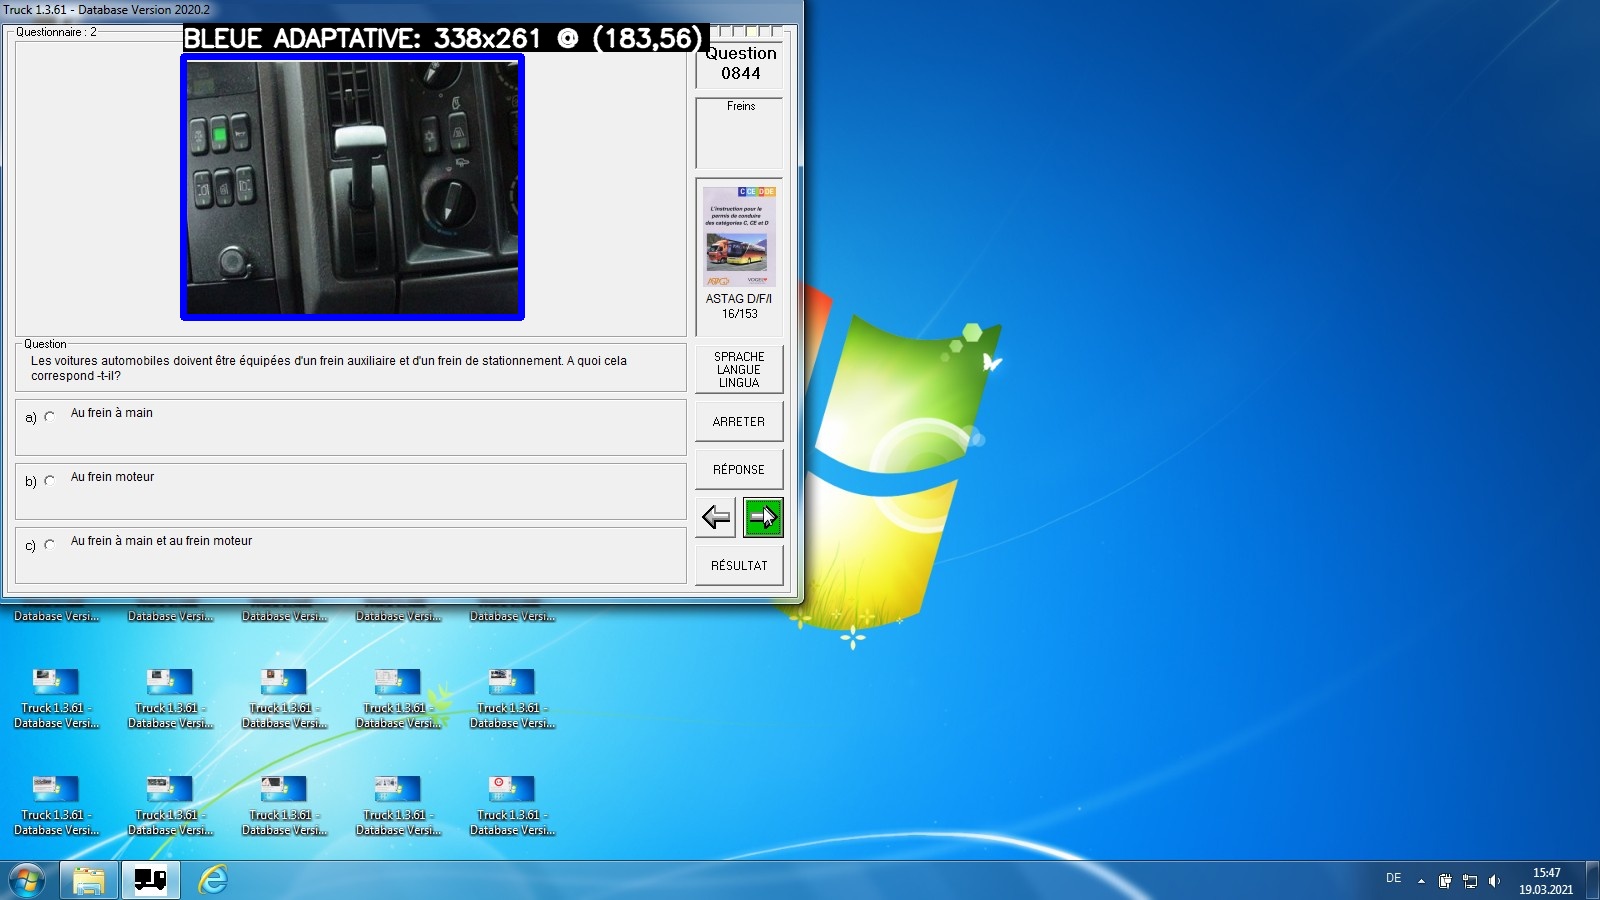 Truck 1.3.61 - Database Version 2020.2
Questionnaire : 2
BLEUE ADAPTATIVE: 338x261 @ (183,56)
Question
0844
Freins
C CE D DE
L'instruction pour le
permis de conduire
des catégories C, CE et D
ASTAG D/F/I
16/153
Question
Les voitures automobiles doivent être équipées d'un frein auxiliaire et d'un frein de stationnement. A quoi cela
correspond -t-il?
SPRACHE
LANGUE
LINGUA
a) Au frein à main
ARRETER
b) Au frein moteur
RÉPONSE
c) Au frein à main et au frein moteur
RÉSULTAT
Database Versi... Database Versi... Database Versi... Database Versi... Database Versi...
Truck 1.3.61 - Truck 1.3.61 - Truck 1.3.61 - Truck 1.3.61 - Truck 1.3.61 -
Database Versi... Database Versi... Database Versi... Database Versi... Database Versi...
Truck 1.3.61 - Truck 1.3.61 - Truck 1.3.61 - Truck 1.3.61 - Truck 1.3.61 -
Database Versi... Database Versi... Database Versi... Database Versi... Database Versi...
DE
15:47
19.03.2021